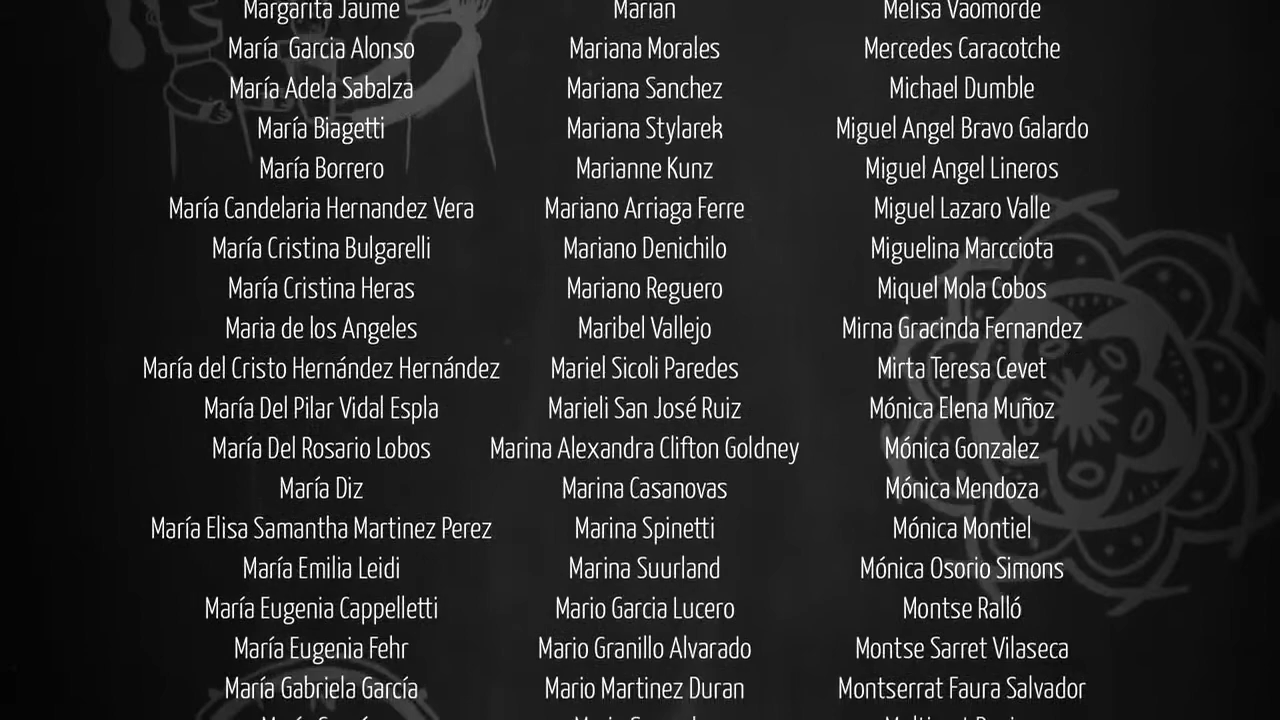 Margarita Jaume
María Garcia Alonso
María Adela Sabalza
María Biagetti
María Borrero
María Candelaria Hernandez Vera
María Cristina Bulgarelli
María Cristina Heras
Maria de los Angeles
María del Cristo Hernández Hernández
María Del Pilar Vidal Espla
María Del Rosario Lobos
María Diz
María Elisa Samantha Martinez Perez
María Emilia Leidi
María Eugenia Cappelletti
María Eugenia Fehr
María Gabriela García
Marian
Mariana Morales
Mariana Sanchez
Mariana Stylarek
Marianne Kunz
Mariano Arriaga Ferre
Mariano Denichilo
Mariano Reguero
Maribel Vallejo
Mariel Sicoli Paredes
Marieli San José Ruiz
Marina Alexandra Clifton Goldney
Marina Casanovas
Marina Spinetti
Marina Suurland
Mario Garcia Lucero
Mario Granillo Alvarado
Mario Martinez Duran
Melisa Vaomorde
Mercedes Caracotche
Michael Dumble
Miguel Angel Bravo Galardo
Miguel Angel Lineros
Miguel Lazaro Valle
Miguelina Marcciota
Miquel Mola Cobos
Mirna Gracinda Fernandez
Mirta Teresa Cevet
Mónica Elena Muñoz
Mónica Gonzalez
Mónica Mendoza
Mónica Montiel
Mónica Osorio Simons
Montse Ralló
Montse Sarret Vilaseca
Montserrat Faura Salvador